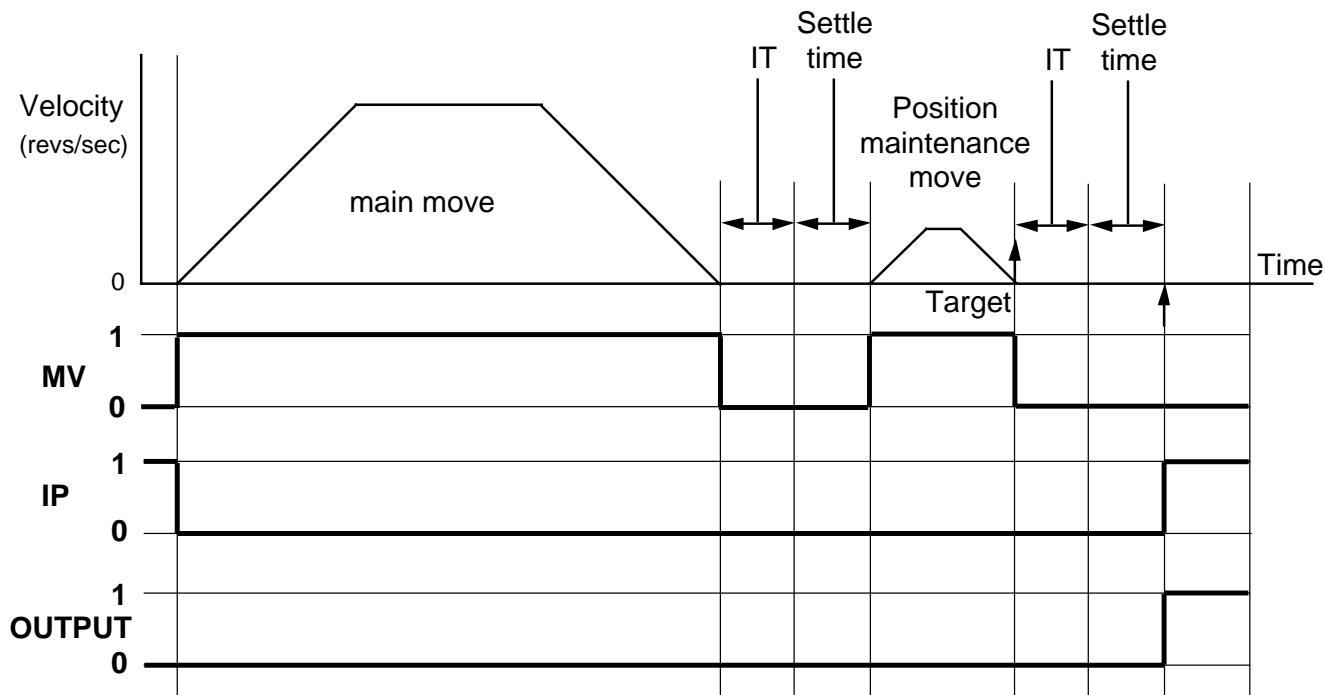 Settle
time
IT
Settle
time
IT
Velocity
(revs/sec)
Position
maintenance
move
main move
0
Time
Target
1
MV
0
1
IP
0
1
OUTPUT
0